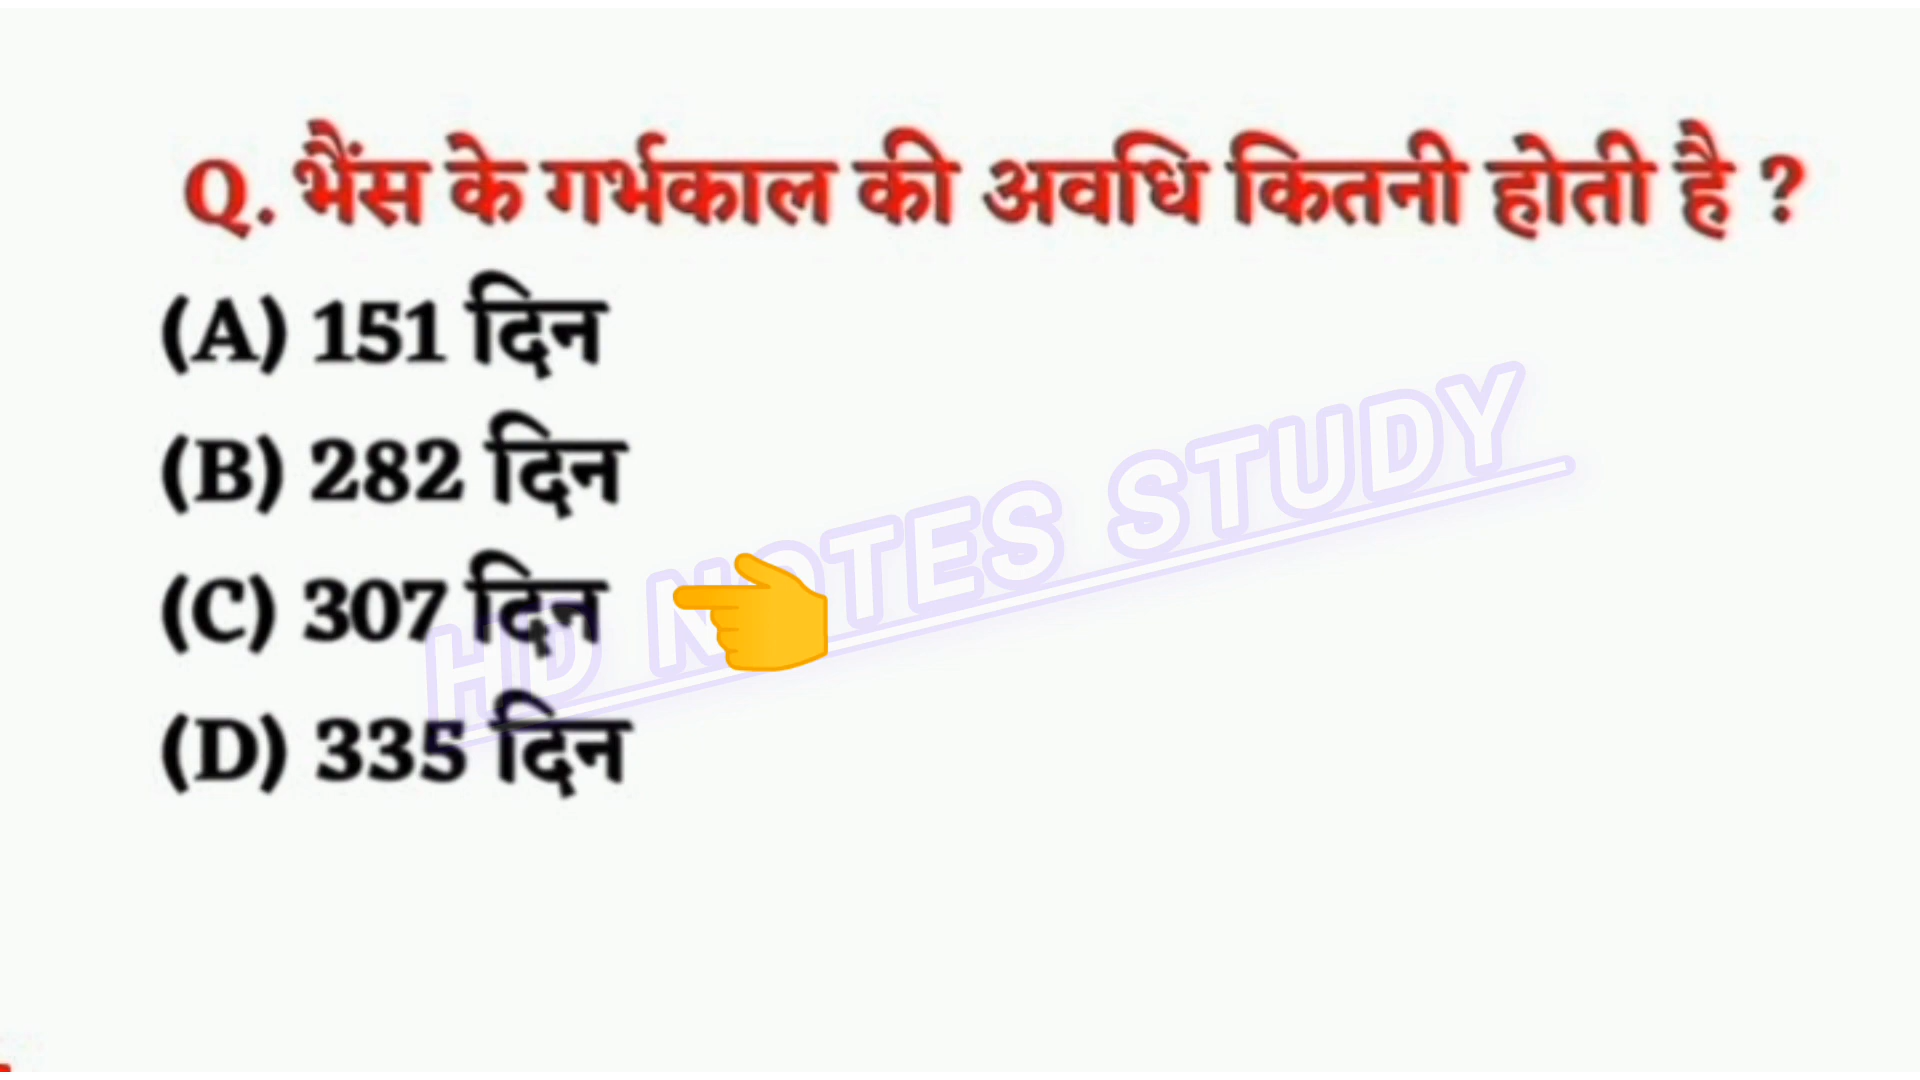 Q. भैंस के गर्भकाल की अवधि कितनी होती है ?
(A) 151 दिन
(B) 282 दिन
(C) 307 दिन
(D) 335 दिन
HD NOTES STUDY